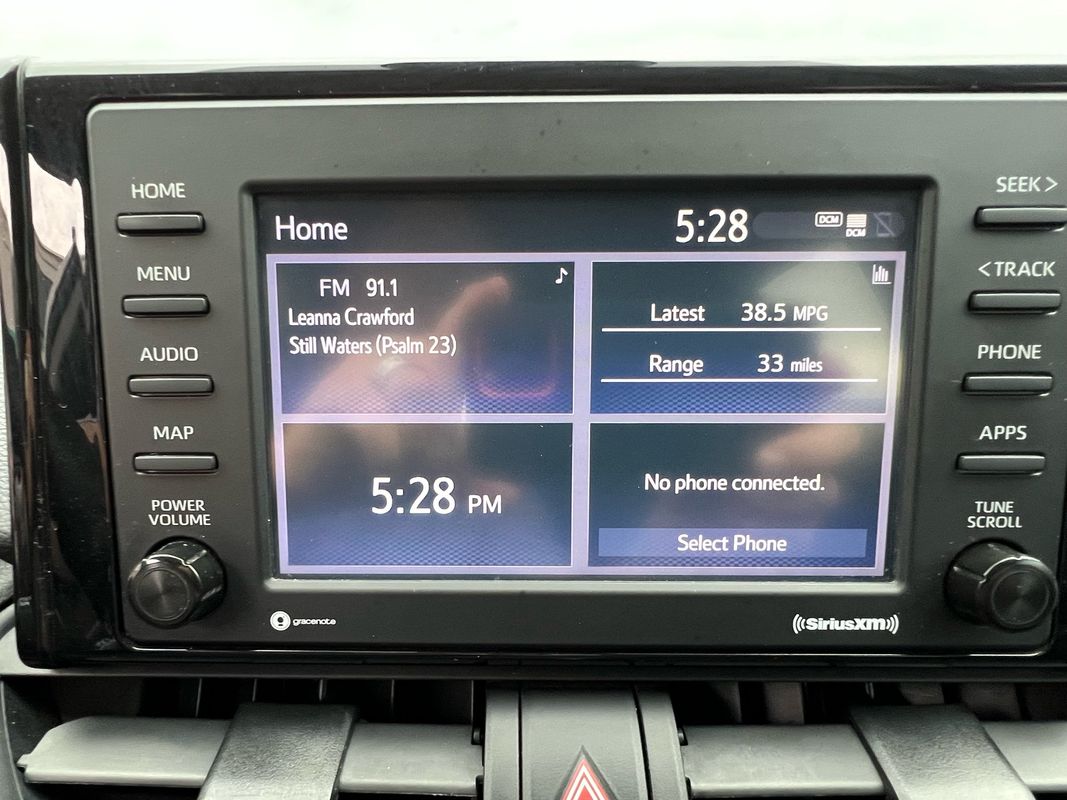 HOME
MENU
AUDIO
MAP
POWER
VOLUME
Home
5:28
DCM
DCM
FM 91.1
Leanna Crawford
Still Waters (Psalm 23)
Latest 38.5 MPG
Range 33 miles
5:28 PM
No phone connected.
Select Phone
SEEK >
< TRACK
PHONE
APPS
TUNE
SCROLL
gracenote
SiriusXM